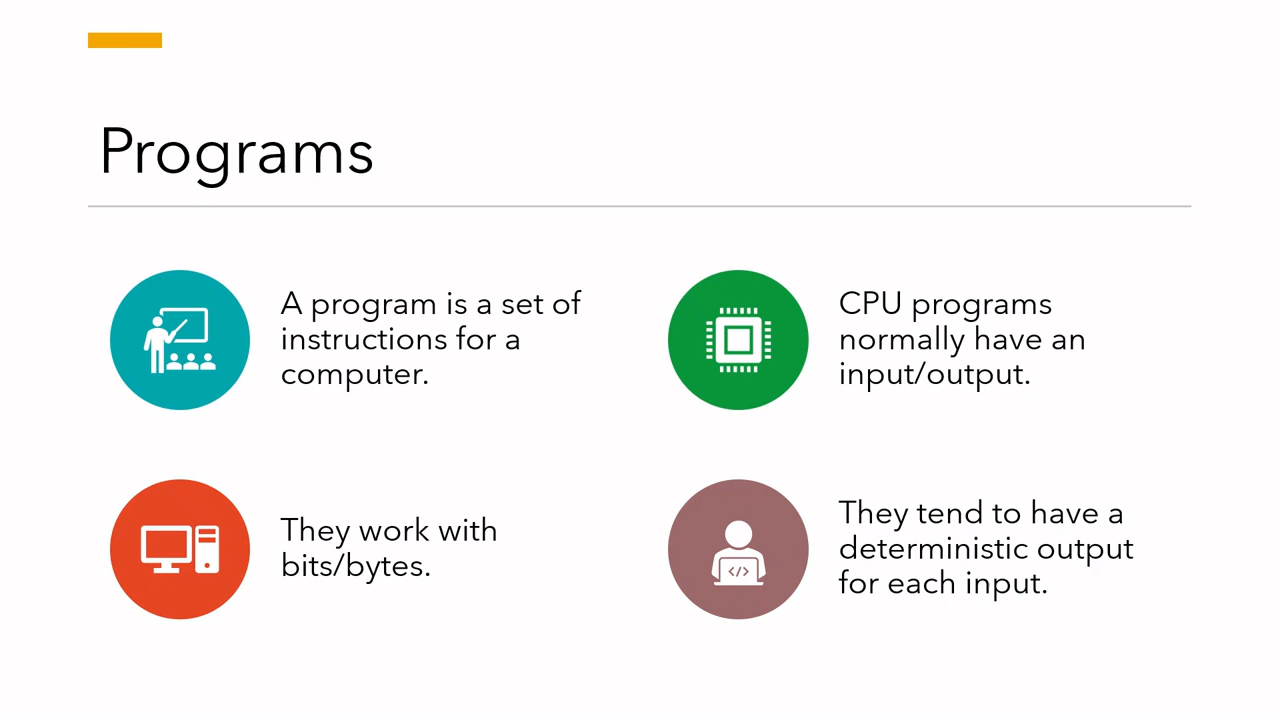 Programs
A program is a set of
instructions for a
computer.
CPU programs
normally have an
input/output.
They work with
bits/bytes.
They tend to have a
deterministic output
for each input.